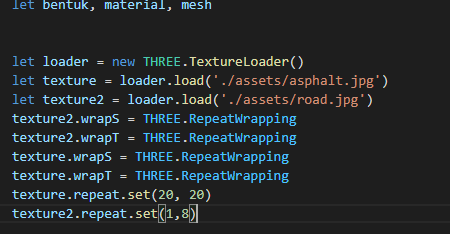 let bentuk, material, mesh
let loader = new THREE.TextureLoader()
let texture = loader.load('./assets/asphalt.jpg')
let texture2 = loader.load('./assets/road.jpg')
texture2.wrapS = THREE.RepeatWrapping
texture2.wrapT = THREE.RepeatWrapping
texture.wrapS = THREE.RepeatWrapping
texture.wrapT = THREE.RepeatWrapping
texture.repeat.set(20, 20)
texture2.repeat.set(1,8)